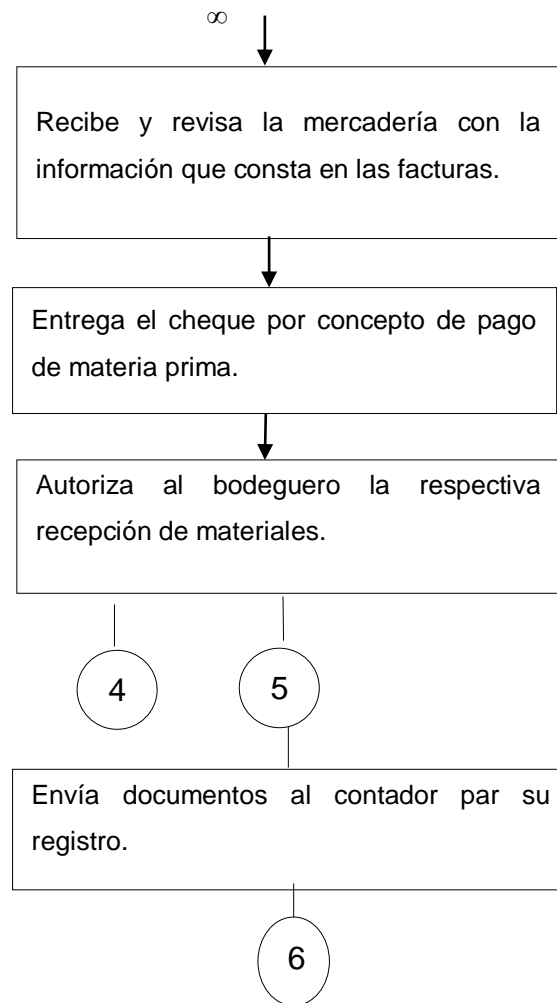 ∞
Recibe y revisa la mercadería con la
información que consta en las facturas.
Entrega el cheque por concepto de pago
de materia prima.
Autoriza al bodeguero la respectiva
recepción de materiales.
4
5
Envía documentos al contador par su
registro.
6